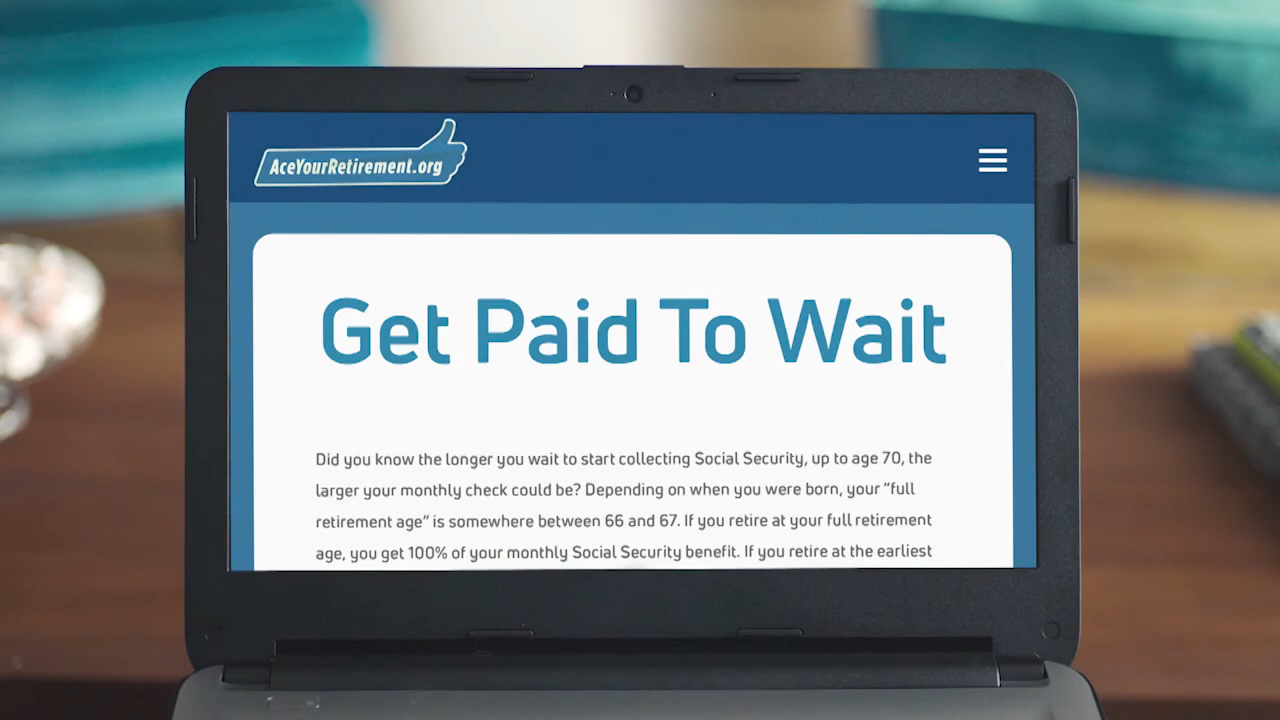 AceYourRetirement.org
Get Paid To Wait
Did you know the longer you wait to start collecting Social Security, up to age 70, the
larger your monthly check could be? Depending on when you were born, your “full
retirement age” is somewhere between 66 and 67. If you retire at your full retirement
age, you get 100% of your monthly Social Security benefit. If you retire at the earliest